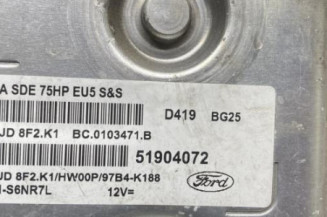 A SDE 75HP EU5 S&S
D419 BG25
JD 8F2.K1 BC.0103471.B
51904072
JD 8F2.K1/HW00P/97B4-K188
-S6NR7L 12V=
Ford